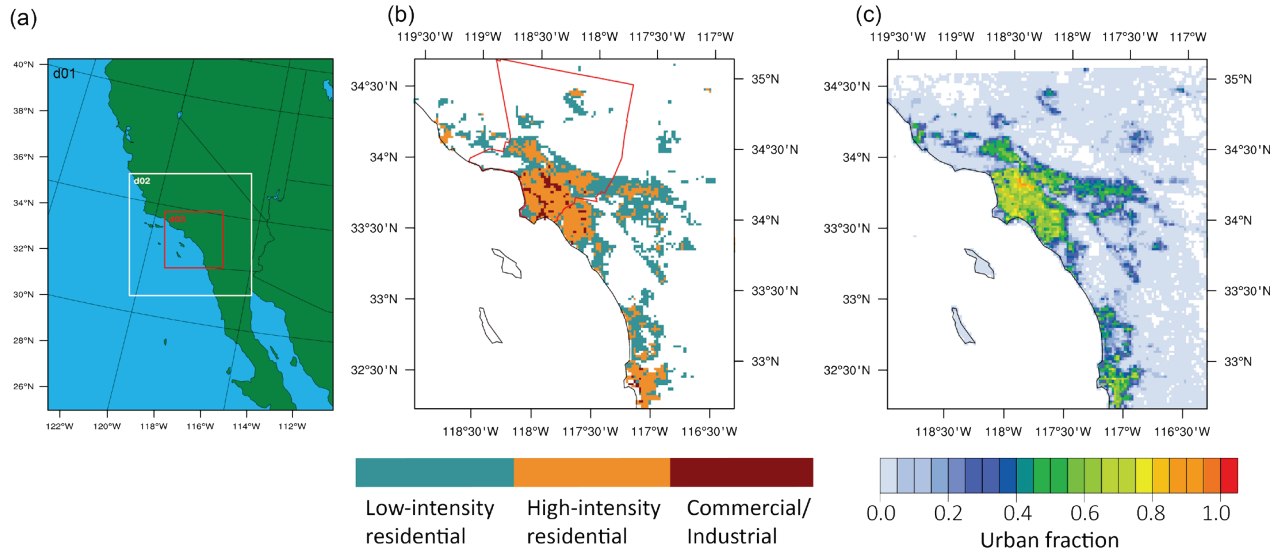 (a)
(b)
(c)
d01
d02
d03
40°N
38°N
36°N
34°N
32°N
30°N
28°N
26°N
122°W
120°W
118°W
116°W
114°W
112°W
119°30'W
119°W
118°30'W
118°W
117°30'W
117°W
34°30'N
34°N
33°30'N
33°N
32°30'N
35°N
34°30'N
34°N
33°30'N
33°N
118°30'W
118°W
117°30'W
117°W
116°30'W
119°30'W
119°W
118°30'W
118°W
117°30'W
117°W
34°30'N
34°N
33°30'N
33°N
32°30'N
35°N
34°30'N
34°N
33°30'N
33°N
118°30'W
118°W
117°30'W
117°W
116°30'W
Low-intensity
residential
High-intensity
residential
Commercial/
Industrial
0.0 0.2 0.4 0.6 0.8 1.0
Urban fraction